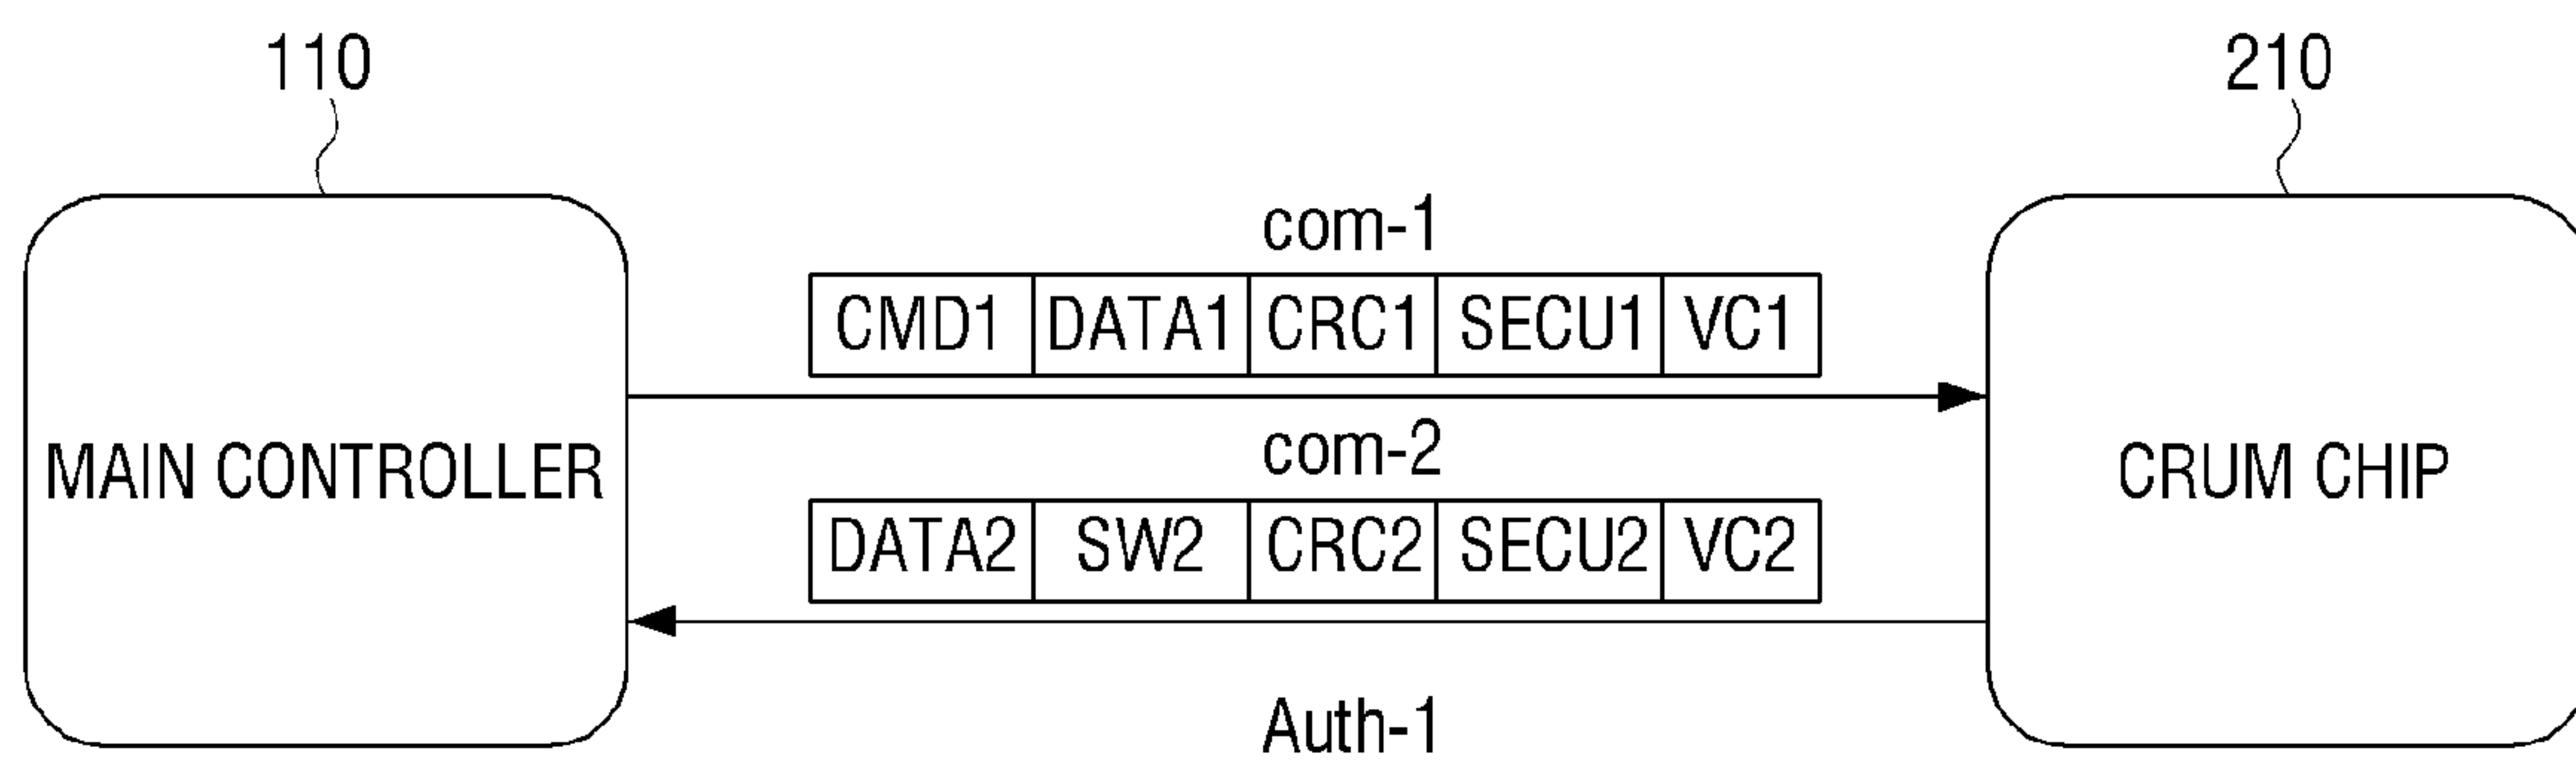 110
210
com-1
CMD1 DATA1 CRC1 SECU1 VC1
MAIN CONTROLLER
com-2
CRUM CHIP
DATA2 SW2 CRC2 SECU2 VC2
Auth-1